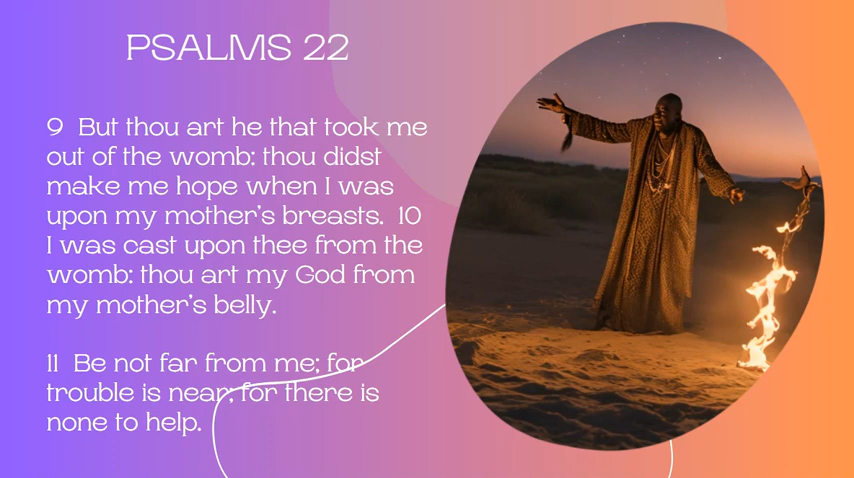 PSALMS 22
9 But thou art he that took me
out of the womb: thou didst
make me hope when I was
upon my mother's breasts. 10
I was cast upon thee from the
womb: thou art my God from
my mother's belly.
11 Be not far from me; for
trouble is near; for there is
none to help.